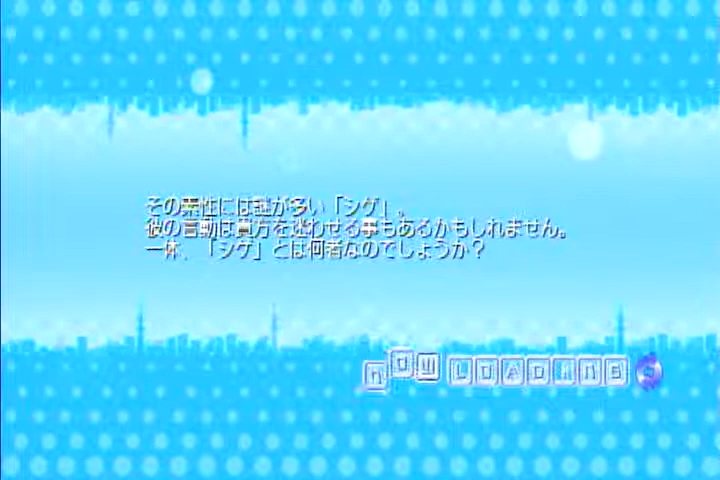 その素性には謎が多い「シゲ」。
彼の言動は貴方を迷わせる事もあるかもしれません。
一体、「シゲ」とは何者なのでしょうか？
NOW LOADING